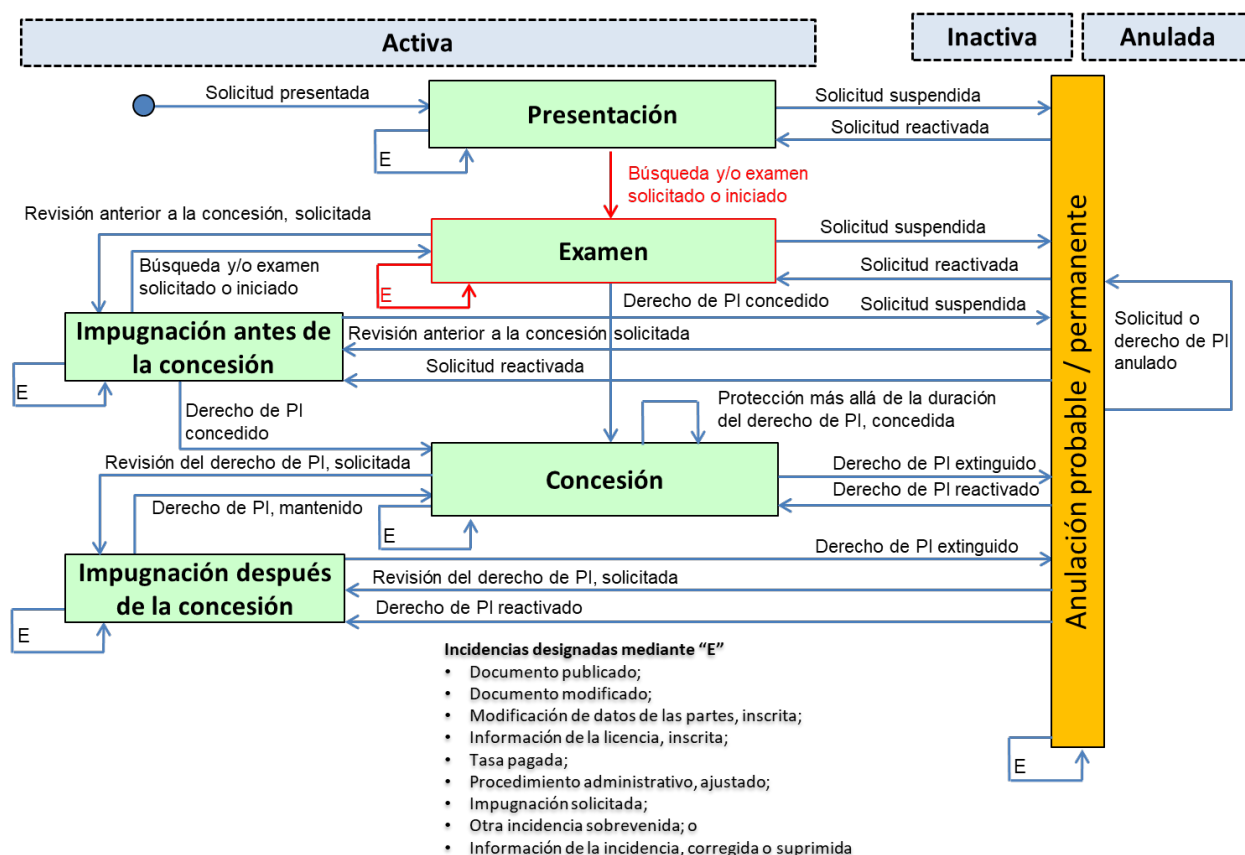 Activa
Inactiva
Anulada
Solicitud presentada
Presentación
Solicitud suspendida
Solicitud reactivada
E
Búsqueda y/o examen
solicitado o iniciado
Revisión anterior a la concesión, solicitada
Examen
Solicitud suspendida
Solicitud reactivada
Búsqueda y/o examen
solicitado o iniciado
E
Derecho de PI concedido
Solicitud suspendida
Impugnación antes de
la concesión
Revisión anterior a la concesión solicitada
Solicitud reactivada
E
Solicitud o
derecho de PI
anulado
Anulación probable / permanente
Derecho de PI
concedido
Protección más allá de la duración
del derecho de PI, concedida
Revisión del derecho de PI, solicitada
Concesión
Derecho de PI extinguido
Derecho de PI reactivado
Derecho de PI, mantenido
E
Derecho de PI extinguido
Impugnación después
de la concesión
Revisión del derecho de PI, solicitada
Derecho de PI reactivado
E
Incidencias designadas mediante “E”
• Documento publicado;
• Documento modificado;
• Modificación de datos de las partes, inscrita;
• Información de la licencia, inscrita;
• Tasa pagada;
• Procedimiento administrativo, ajustado;
• Impugnación solicitada;
• Otra incidencia sobrevenida; o
• Información de la incidencia, corregida o suprimida
E